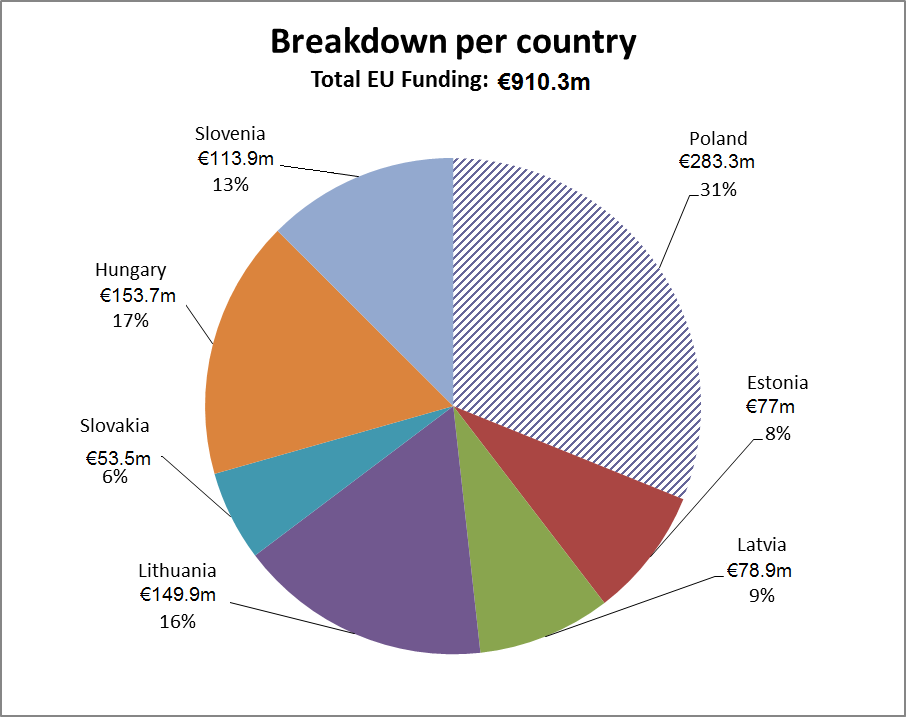 Breakdown per country
Total EU Funding: €910.3m
Slovenia
€113.9m
13%
Poland
€283.3m
31%
Hungary
€153.7m
17%
Estonia
€77m
8%
Slovakia
€53.5m
6%
Latvia
€78.9m
9%
Lithuania
€149.9m
16%